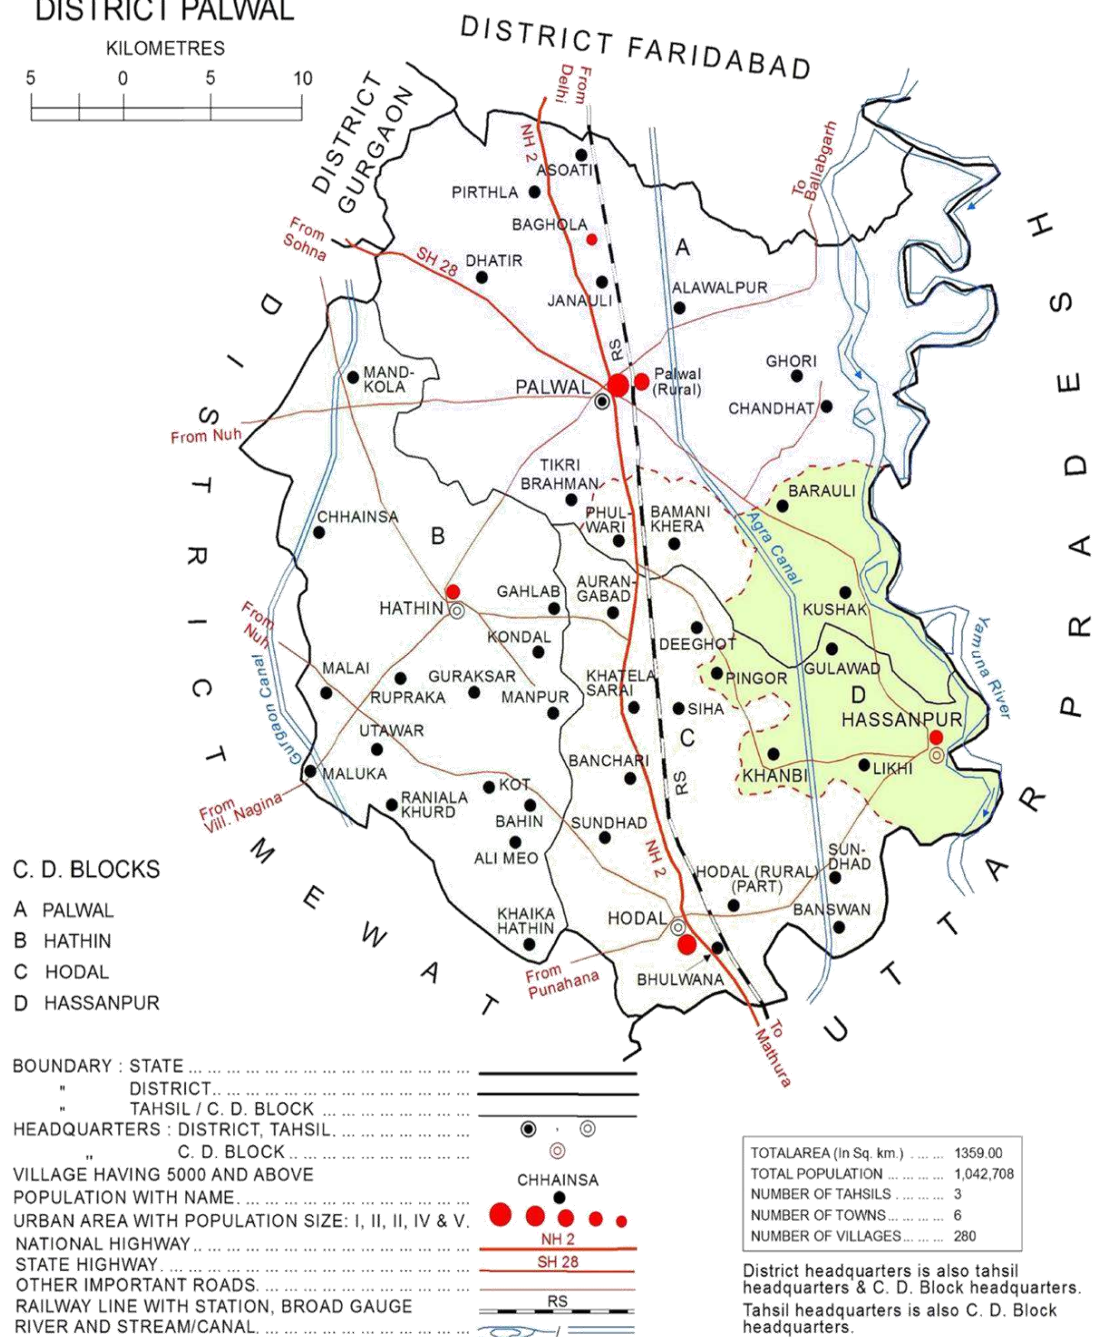 DISTRICT PALWAL
KILOMETRES
5 0 5 10
DISTRICT FARIDABAD
DISTRICT
GURGAON
From
Delhi
NH 2
ASOATI
PIRTHLA
BAGHOLA
To
Ballabgarh
From
Sohna
SH 28
DHATIR
JANAULI
A
ALAWALPUR
RS
MAND-
KOLA
PALWAL
Palwal
(Rural)
GHORI
CHANDHAT
From Nuh
TIKRI
BRAHMAN
BARAULI
CHHAINSA
B
PHUL-
WARI
BAMANI
KHERA
Agra Canal
HATHIN
GAHLAB
AURAN-
GABAD
KUSHAK
From
Nuh
KONDAL
DEEGHOT
GULAWAD
Yamuna River
Gurgaon Canal
MALAI
RUPRAKA
GURAKSAR
MANPUR
KHATELA
SARAI
PINGOR
D
SIHA
HASSANPUR
UTAWAR
C
MALUKA
BANCHARI
KHANBI
LIKHI
From
Vill. Nagina
RANIALA
KHURD
KOT
BAHIN
RS
SUNDHAD
ALI MEO
NH 2
HODAL (RURAL)
(PART)
SUN-
DHAD
KHAIKA
HATHIN
HODAL
BANSWAN
From
Punahana
BHULWANA
To
Mathura
DISTRICT MEWAT
UTTAR PRADESH
C. D. BLOCKS
A PALWAL
B HATHIN
C HODAL
D HASSANPUR
BOUNDARY : STATE ... ... ... ... ... ... ... ... ... ... ... ...
" DISTRICT.. ... ... ... ... ... ... ... ... ... ...
" TAHSIL / C. D. BLOCK ... ... ... ... ... ... ...
HEADQUARTERS : DISTRICT, TAHSIL. ... ... ... ... ... ... ,
„ C. D. BLOCK .. ... ... ... ... ... ... ...
VILLAGE HAVING 5000 AND ABOVE
POPULATION WITH NAME. ... ... ... ... ... ... ... ... ... CHHAINSA
URBAN AREA WITH POPULATION SIZE: I, II, II, IV & V.
NATIONAL HIGHWAY .. ... ... ... ... ... ... ... ... ... ... NH 2
STATE HIGHWAY. ... ... ... ... ... ... ... ... ... ... ... ... SH 28
OTHER IMPORTANT ROADS. ... ... ... ... ... ... ... ...
RAILWAY LINE WITH STATION, BROAD GAUGE RS
RIVER AND STREAM/CANAL. ... ... ... ... ... ... ... ...
TOTALAREA (In Sq. km.) . ... ... 1359.00
TOTAL POPULATION ... ... ... 1,042,708
NUMBER OF TAHSILS . ... ... 3
NUMBER OF TOWNS ... ... ... 6
NUMBER OF VILLAGES ... ... ... 280
District headquarters is also tahsil
headquarters & C. D. Block headquarters.
Tahsil headquarters is also C. D. Block
headquarters.